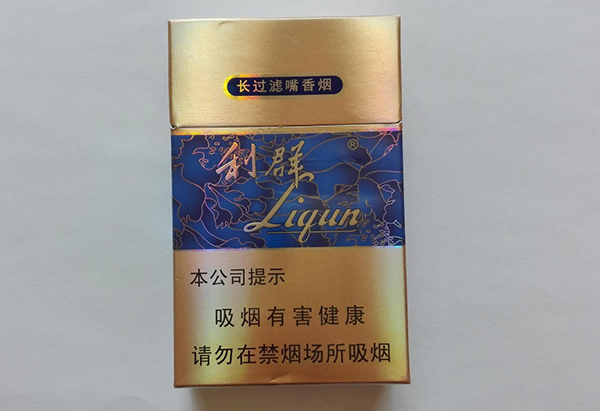 长过滤嘴香烟
利群®
Liqun
本公司提示
吸烟有害健康
请勿在禁烟场所吸烟